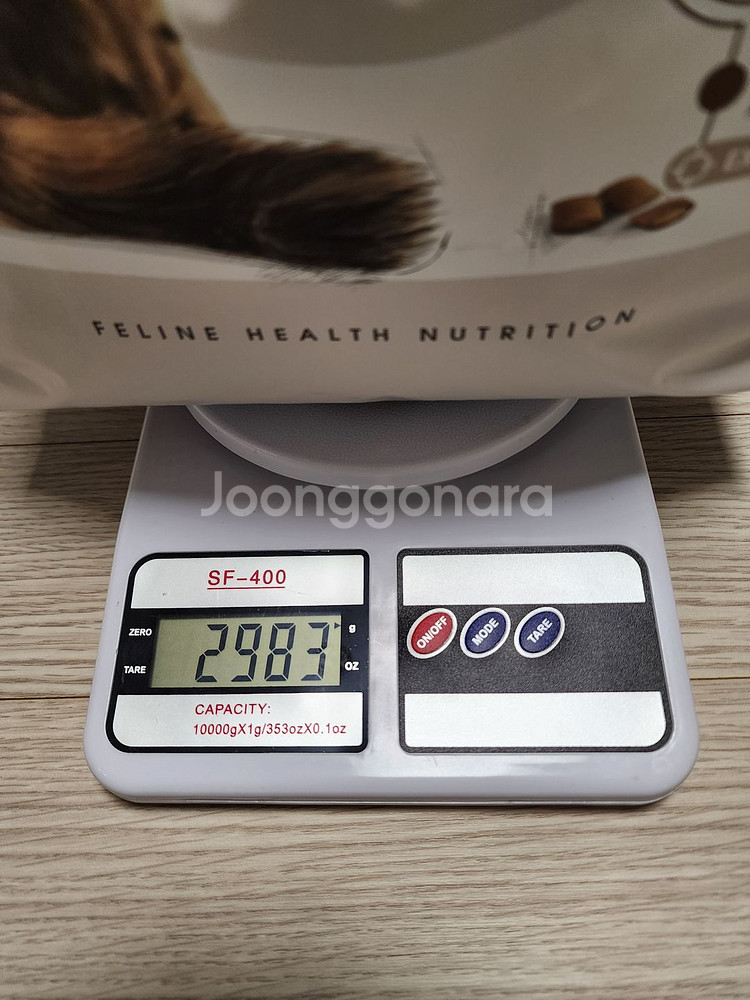 FELINE HEALTH NUTRITION
Joonggonara
SF-400
ZERO
2983
g
TARE
OZ
CAPACITY:
10000gX1g/353ozX0.1oz
ON/OFF
MODE
TARE